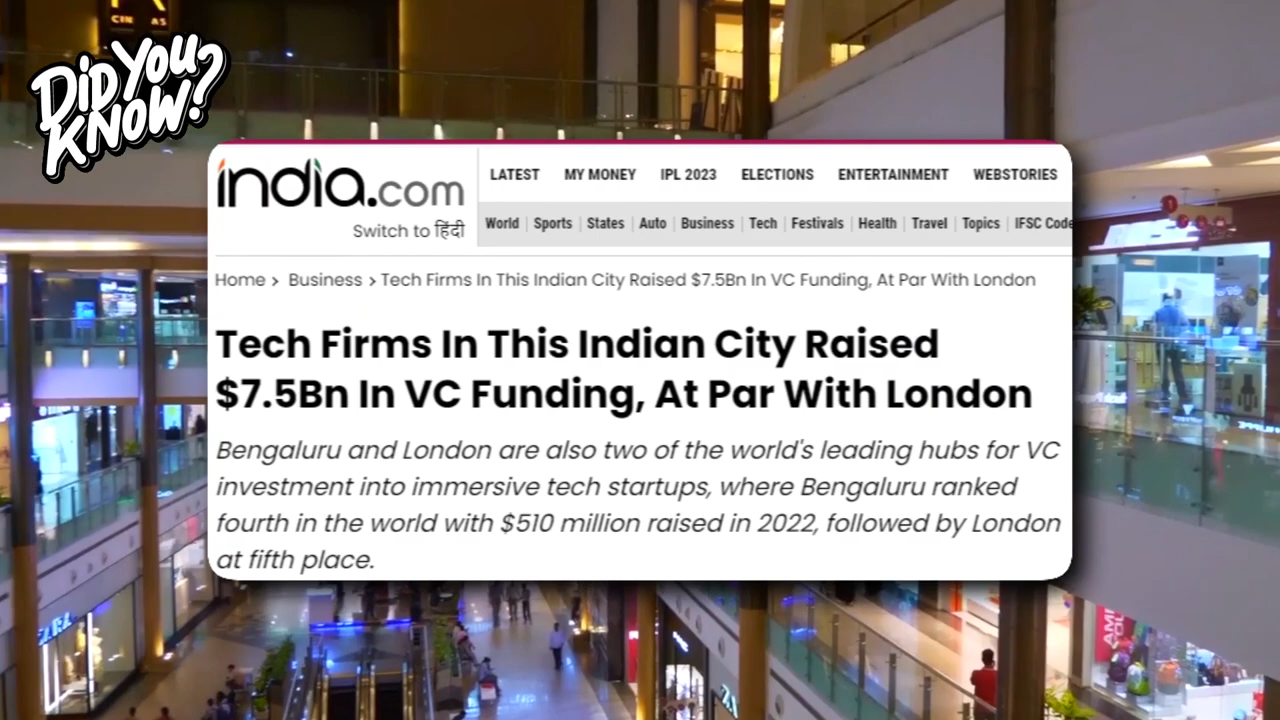 DiD YOU
KNOW?
CIN AS
india.com
Switch to हिंदी
LATEST MY MONEY IPL 2023 ELECTIONS ENTERTAINMENT WEBSTORIES
World | Sports | States | Auto | Business | Tech | Festivals | Health | Travel | Topics | IFSC Code
Home > Business > Tech Firms In This Indian City Raised $7.5Bn In VC Funding, At Par With London
Tech Firms In This Indian City Raised
$7.5Bn In VC Funding, At Par With London
Bengaluru and London are also two of the world's leading hubs for VC
investment into immersive tech startups, where Bengaluru ranked
fourth in the world with $510 million raised in 2022, followed by London
at fifth place.